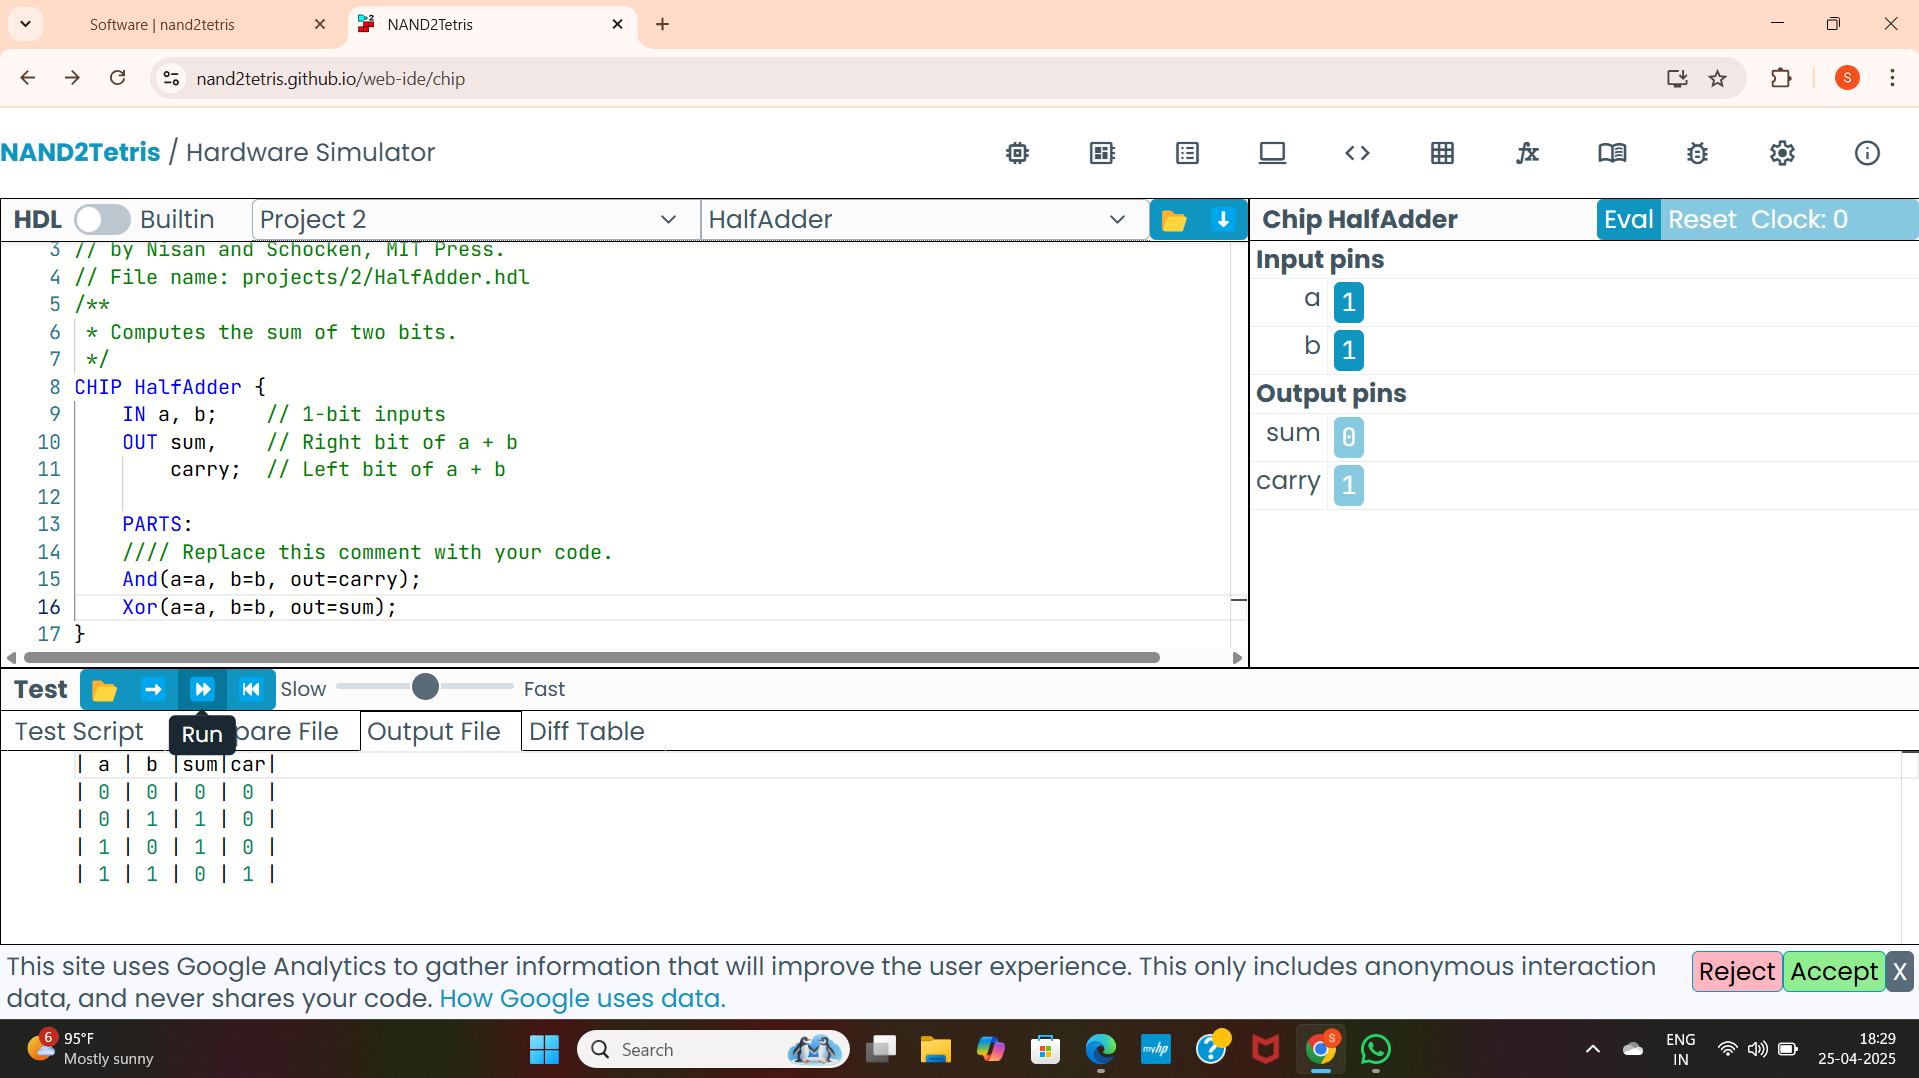 Software | nand2tetris
NAND2Tetris
nand2tetris.github.io/web-ide/chip
S
NAND2Tetris / Hardware Simulator
HDL Builtin Project 2 HalfAdder Chip HalfAdder Eval Reset Clock: 0
3 // by Nisan and Schocken, MIT Press.
4 // File name: projects/2/HalfAdder.hdl
5 /**
6 * Computes the sum of two bits.
7 */
8 CHIP HalfAdder {
9 IN a, b; // 1-bit inputs
10 OUT sum, // Right bit of a + b
11 carry; // Left bit of a + b
12
13 PARTS:
14 //// Replace this comment with your code.
15 And(a=a, b=b, out=carry);
16 Xor(a=a, b=b, out=sum);
17 }
Input pins
a 1
b 1
Output pins
sum 0
carry 1
Test Slow Fast
Test Script pare File Output File Diff Table
Run
| a | b |sum|car|
| 0 | 0 | 0 | 0 |
| 0 | 1 | 1 | 0 |
| 1 | 0 | 1 | 0 |
| 1 | 1 | 0 | 1 |
This site uses Google Analytics to gather information that will improve the user experience. This only includes anonymous interaction
data, and never shares your code. How Google uses data.
Reject Accept X
6
95°F
Mostly sunny
Search
myhp
S
ENG
IN
18:29
25-04-2025